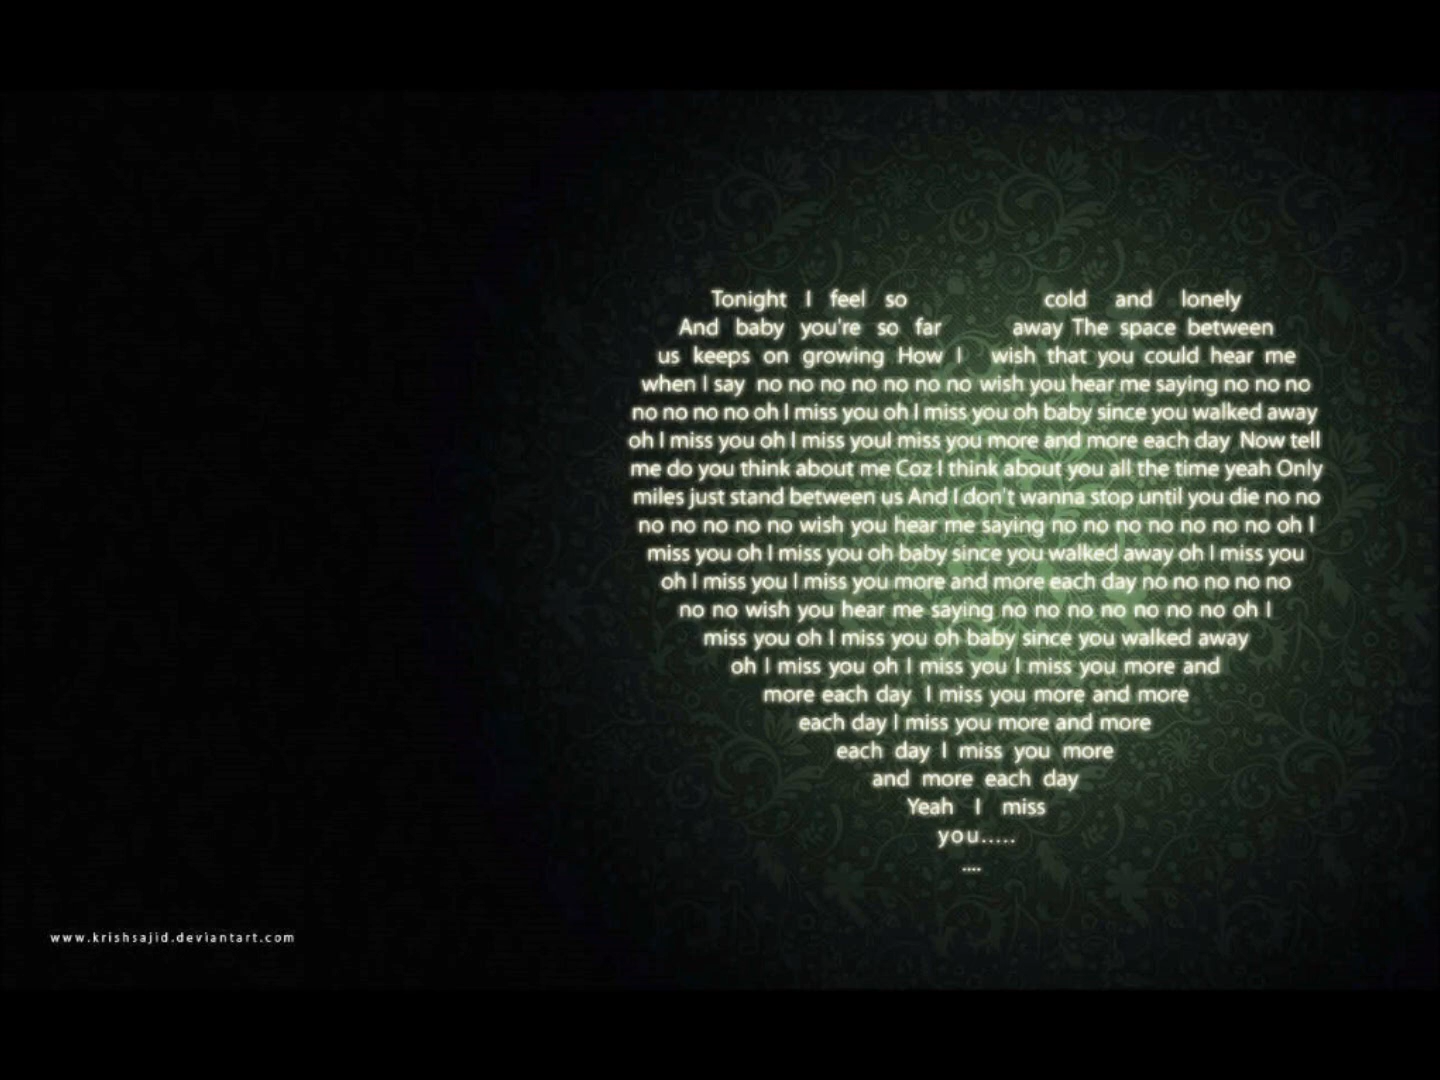 Tonight I feel so cold and lonely
And baby you're so far away The space between
us keeps on growing How I wish that you could hear me
when I say no no no no no no no wish you hear me saying no no no
no no no no oh I miss you oh I miss you oh baby since you walked away
oh I miss you oh I miss youI miss you more and more each day Now tell
me do you think about me Coz I think about you all the time yeah Only
miles just stand between us And I don't wanna stop until you die no no
no no no no no wish you hear me saying no no no no no no no oh I
miss you oh I miss you oh baby since you walked away oh I miss you
oh I miss you I miss you more and more each day no no no no no
no no wish you hear me saying no no no no no no no oh I
miss you oh I miss you oh baby since you walked away
oh I miss you oh I miss you I miss you more and
more each day I miss you more and more
each day I miss you more and more
each day I miss you more
and more each day
Yeah I miss
you.....
....
www.krishsajid.deviantart.com